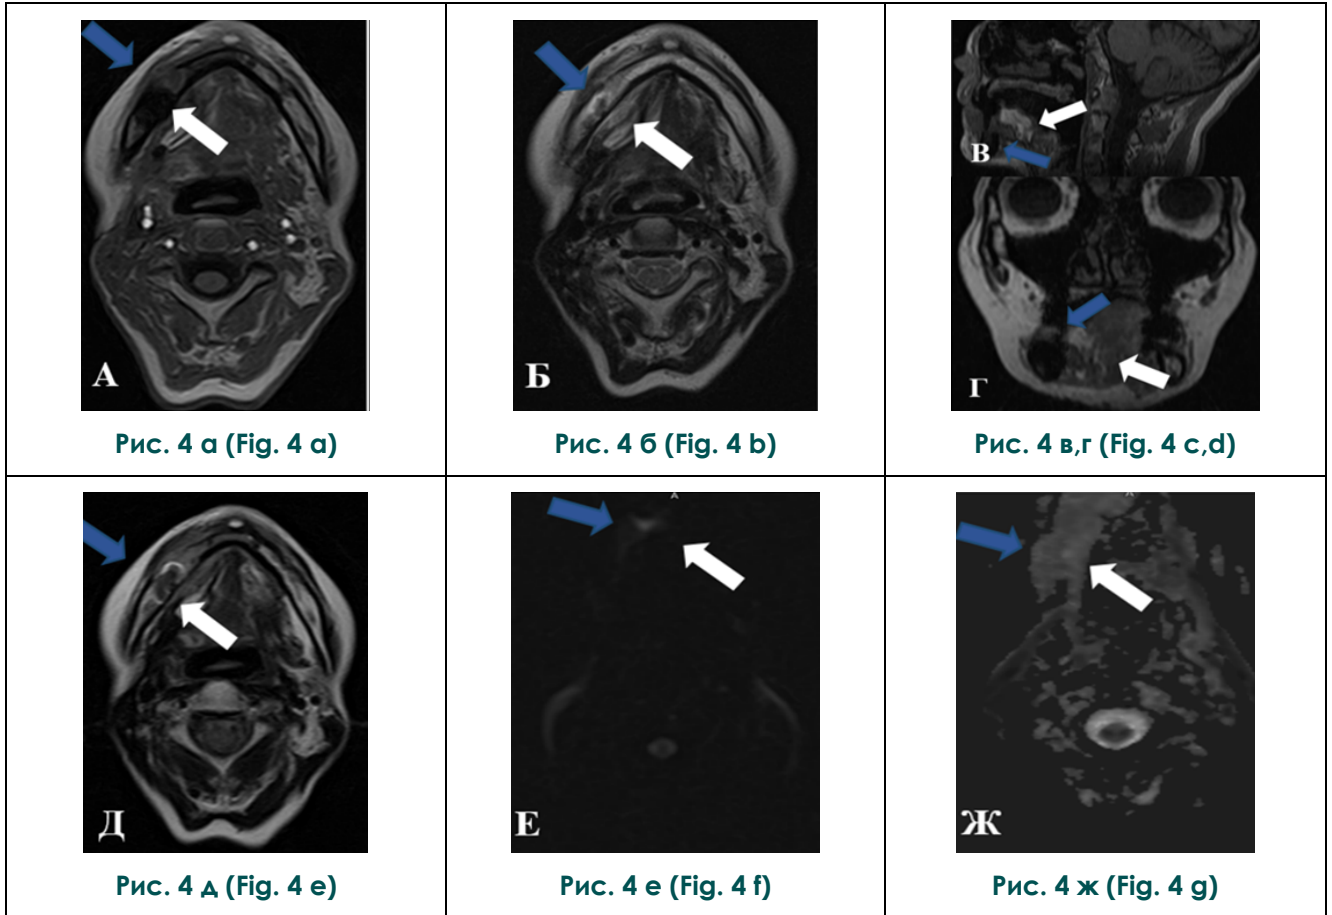 А
Б
В
Г
Рис. 4 а (Fig. 4 a)
Рис. 4 б (Fig. 4 b)
Рис. 4 в,г (Fig. 4 c,d)
A
Д
Е
Ж
Рис. 4 д (Fig. 4 e)
Рис. 4 е (Fig. 4 f)
Рис. 4 ж (Fig. 4 g)